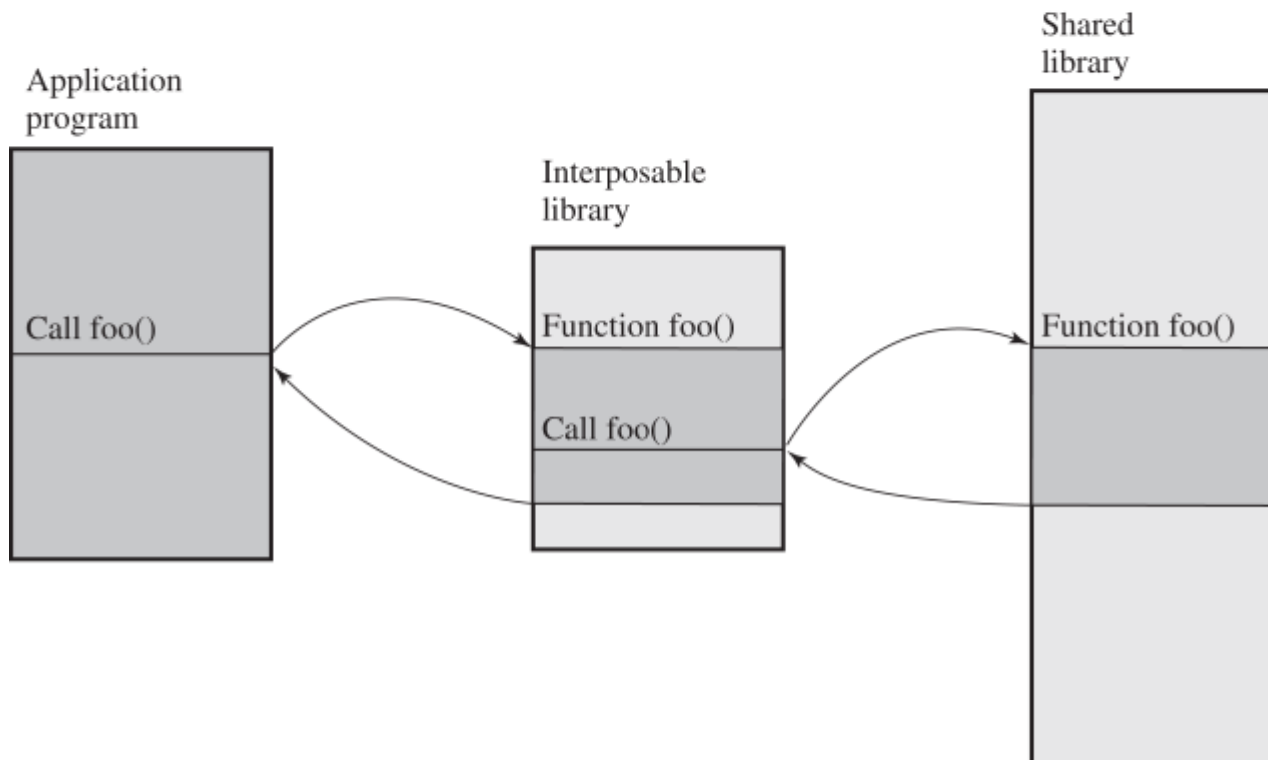 Application
program
Call foo()
Interposable
library
Function foo()
Call foo()
Shared
library
Function foo()